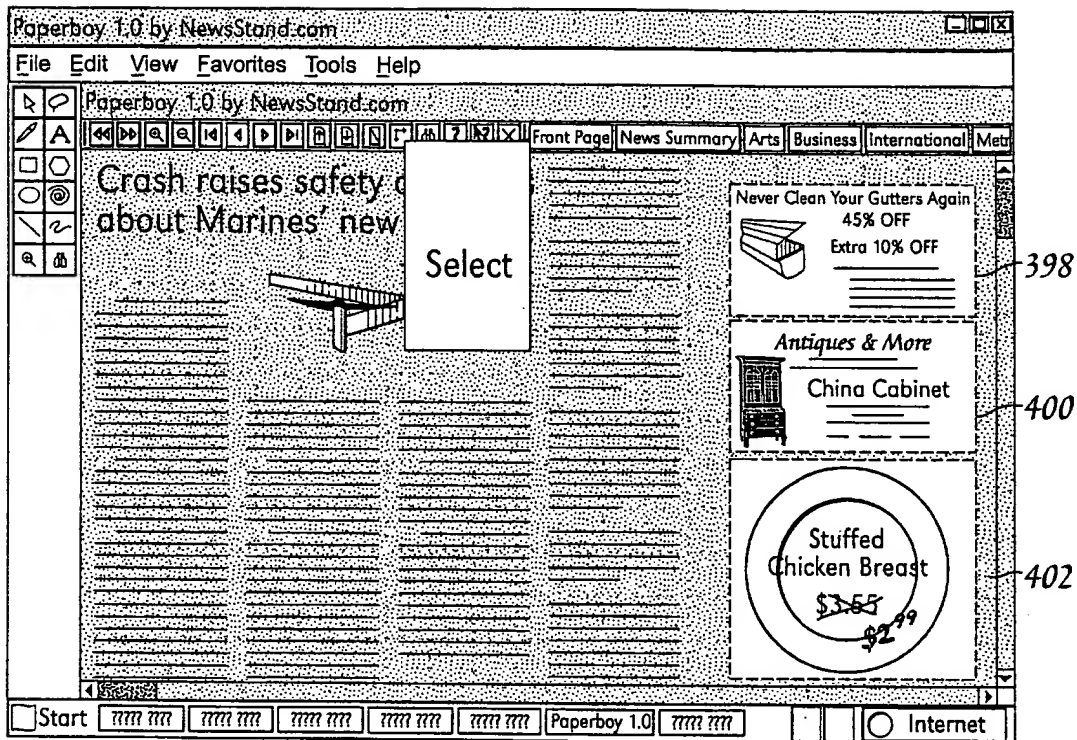 Paperboy 1.0 by NewsStand.com
File Edit View Favorites Tools Help
Paperboy 1.0 by NewsStand.com
A
? Front Page News Summary Arts Business International Metr
Crash raises safety
about Marines' new
Select
Never Clean Your Gutters Again
45% OFF
Extra 10% OFF
398
Antiques & More
China Cabinet
400
Stuffed
Chicken Breast
$3.55
$2.99
402
Start ????? ???? ???? ???? ????? ???? ????? ???? ????? ???? Paperboy 1.0 ????? ???? Internet